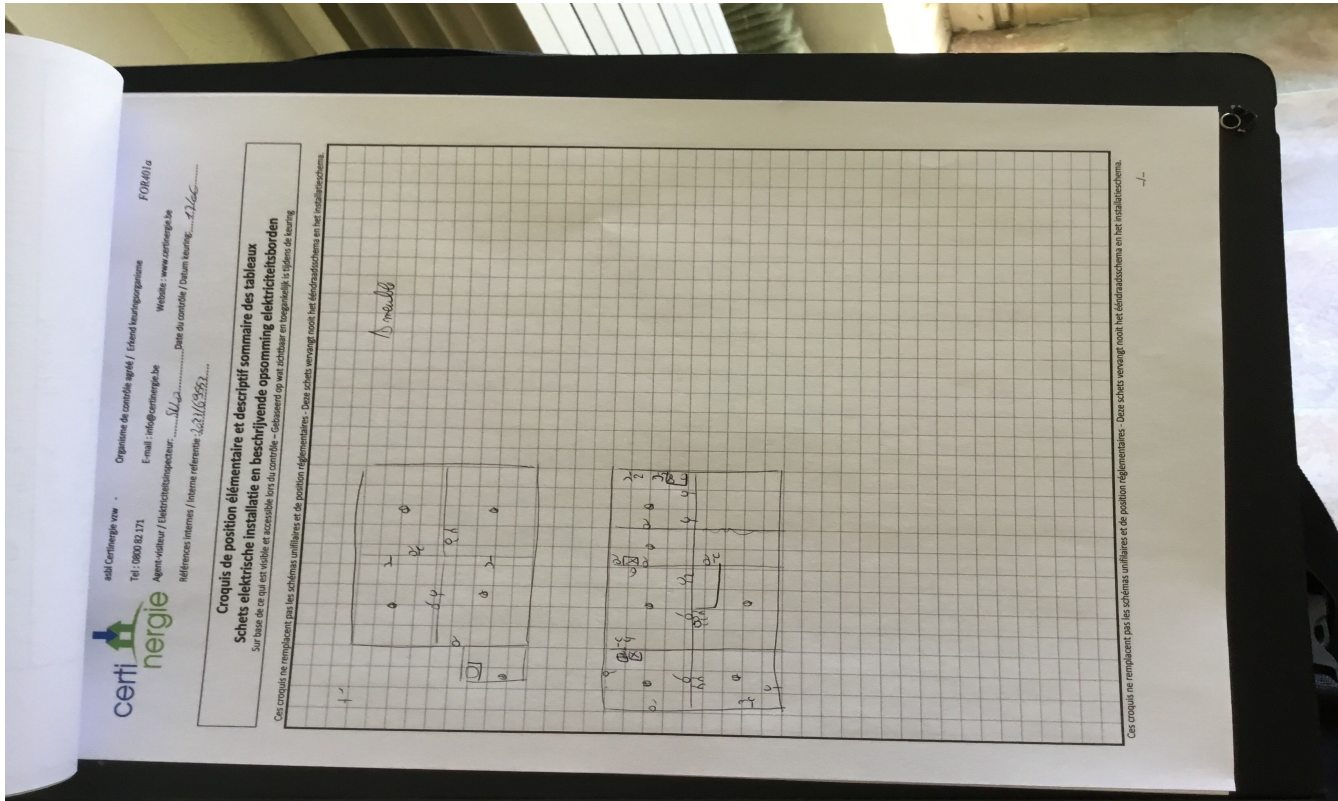 certinergie
asbl Certinergie vzw - Organisme de contrôle agréé / Erkend keuringsorganisme FOR401a
Tel : 0800 82 171 E-mail : info@certinergie.be Website : www.certinergie.be
Agent-visiteur / Elektriciteitsinspecteur: Date du contrôle / Datum keuring:
Références internes / Interne referentie :
Croquis de position élémentaire et descriptif sommaire des tableaux
Schets elektrische installatie en beschrijvende opsomming elektriciteitsborden
Sur base de ce qui est visible et accessible lors du contrôle – Gebaseerd op wat zichtbaar en toegankelijk is tijdens de keuring
Ces croquis ne remplacent pas les schémas unifilaires et de position réglementaires - Deze schets vervangt nooit het ééndraadsschema en het installatieschema.
meublé
Ces croquis ne remplacent pas les schémas unifilaires et de position réglementaires - Deze schets vervangt nooit het ééndraadsschema en het installatieschema.
-/-